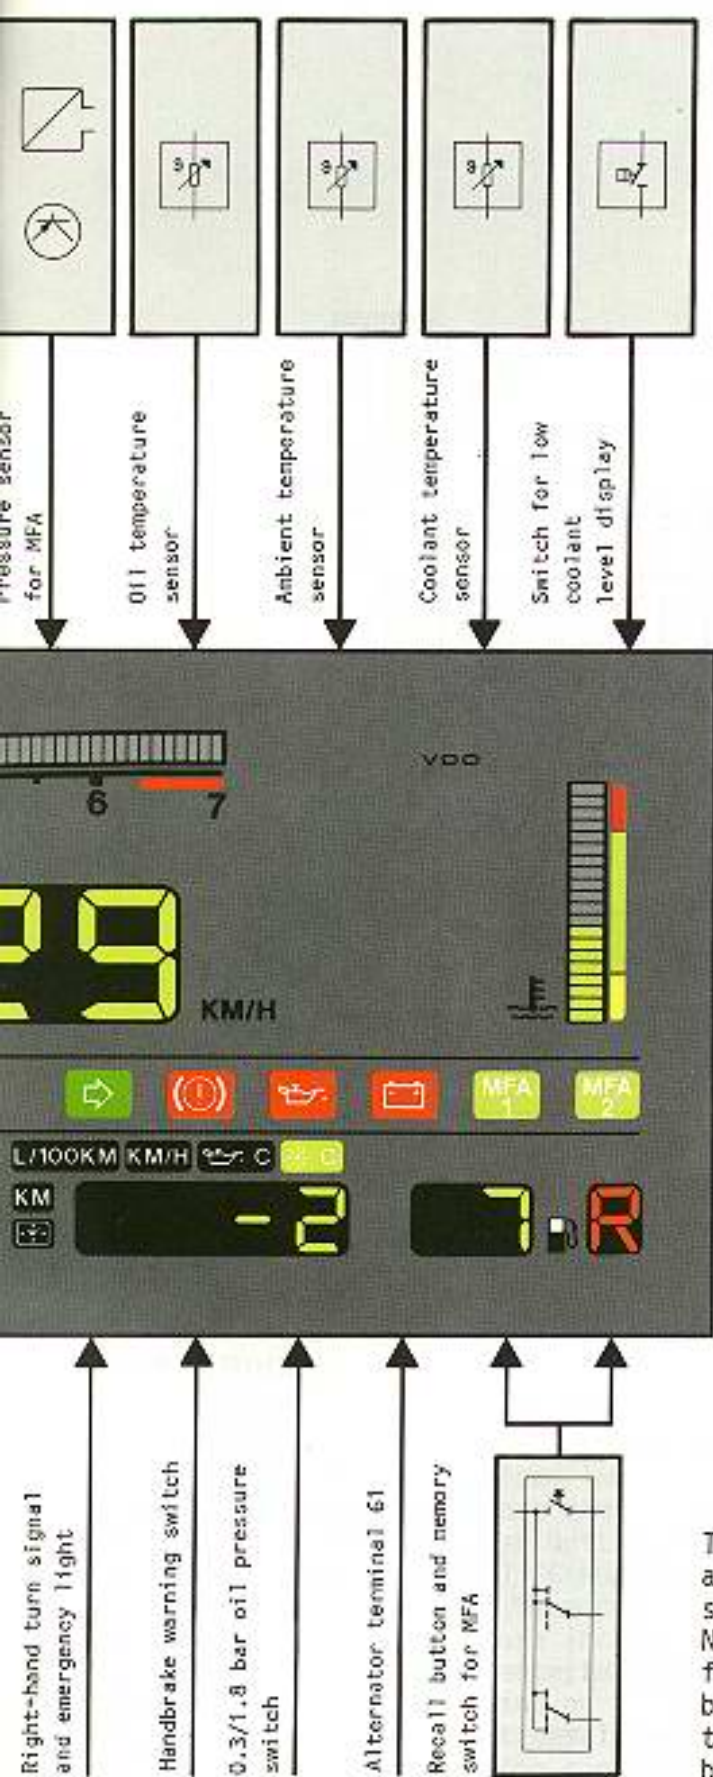 Pressure sensor
for MFA
Oil temperature
sensor
Ambient temperature
sensor
Coolant temperature
sensor
Switch for low
coolant
level display
VDO
6
7
29
KM/H
MFA
1
MFA
2
L/100KM
KM/H
C
C
KM
-2
7
R
Right-hand turn signal
and emergency light
Handbrake warning switch
0.3/1.8 bar oil pressure
switch
Alternator terminal 61
Recall button and memory
switch for MFA